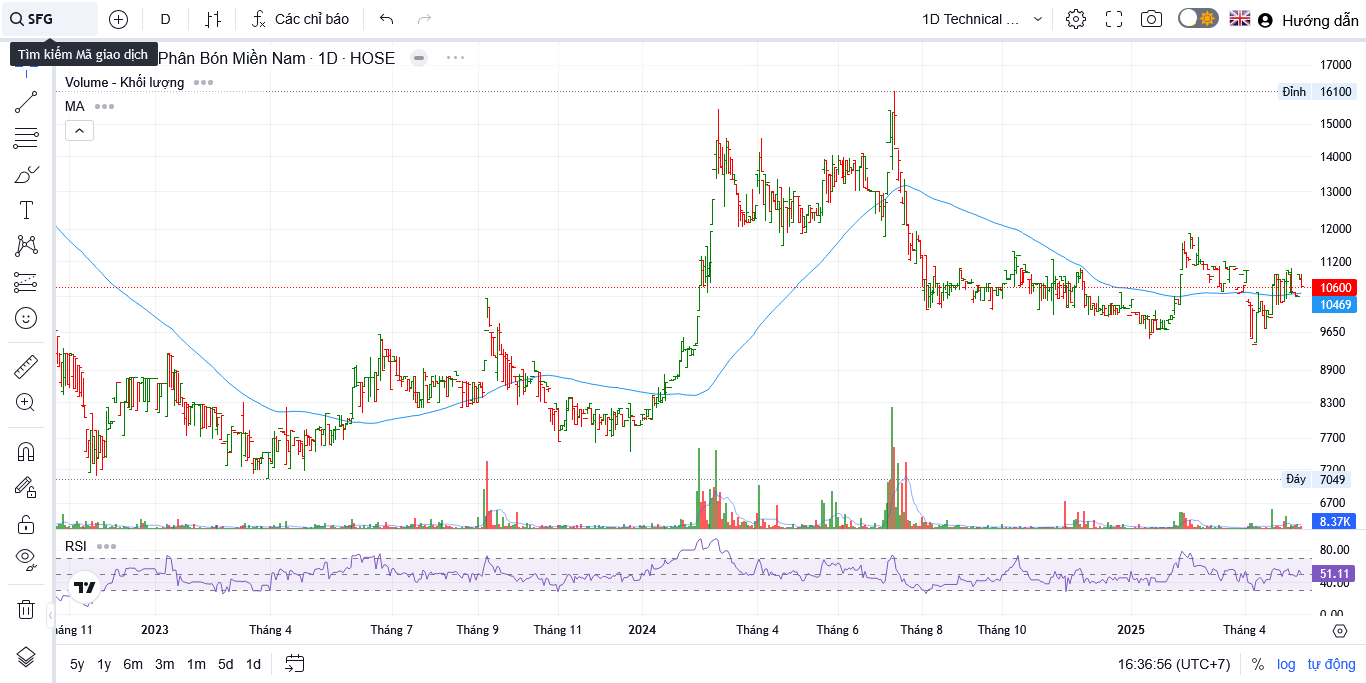 SFG D Các chỉ báo 1D Technical ... Hướng dẫn
Tìm kiếm Mã giao dịch
Phân Bón Miền Nam · 1D · HOSE
Volume - Khối lượng
MA
17000
Đỉnh 16100
15000
14000
13000
12000
11200
10600
10469
9650
8900
8300
7700
7200
Đáy 7049
6700
8.37K
RSI
80.00
51.11
40.00
0.00
áng 11 2023 Tháng 4 Tháng 7 Tháng 9 Tháng 11 2024 Tháng 4 Tháng 6 Tháng 8 Tháng 10 2025 Tháng 4
5y 1y 6m 3m 1m 5d 1d 16:36:56 (UTC+7) % log tự động